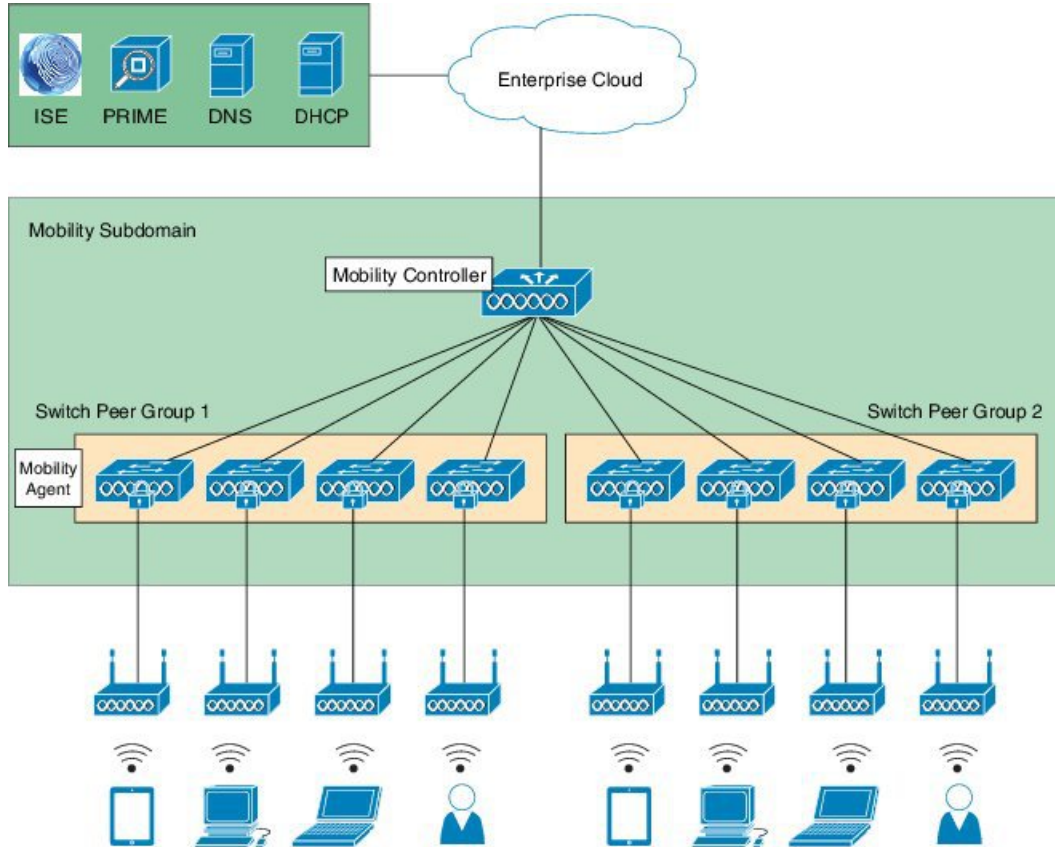 ISE
PRIME
DNS
DHCP
Enterprise Cloud
Mobility Subdomain
Mobility Controller
Switch Peer Group 1
Switch Peer Group 2
Mobility
Agent